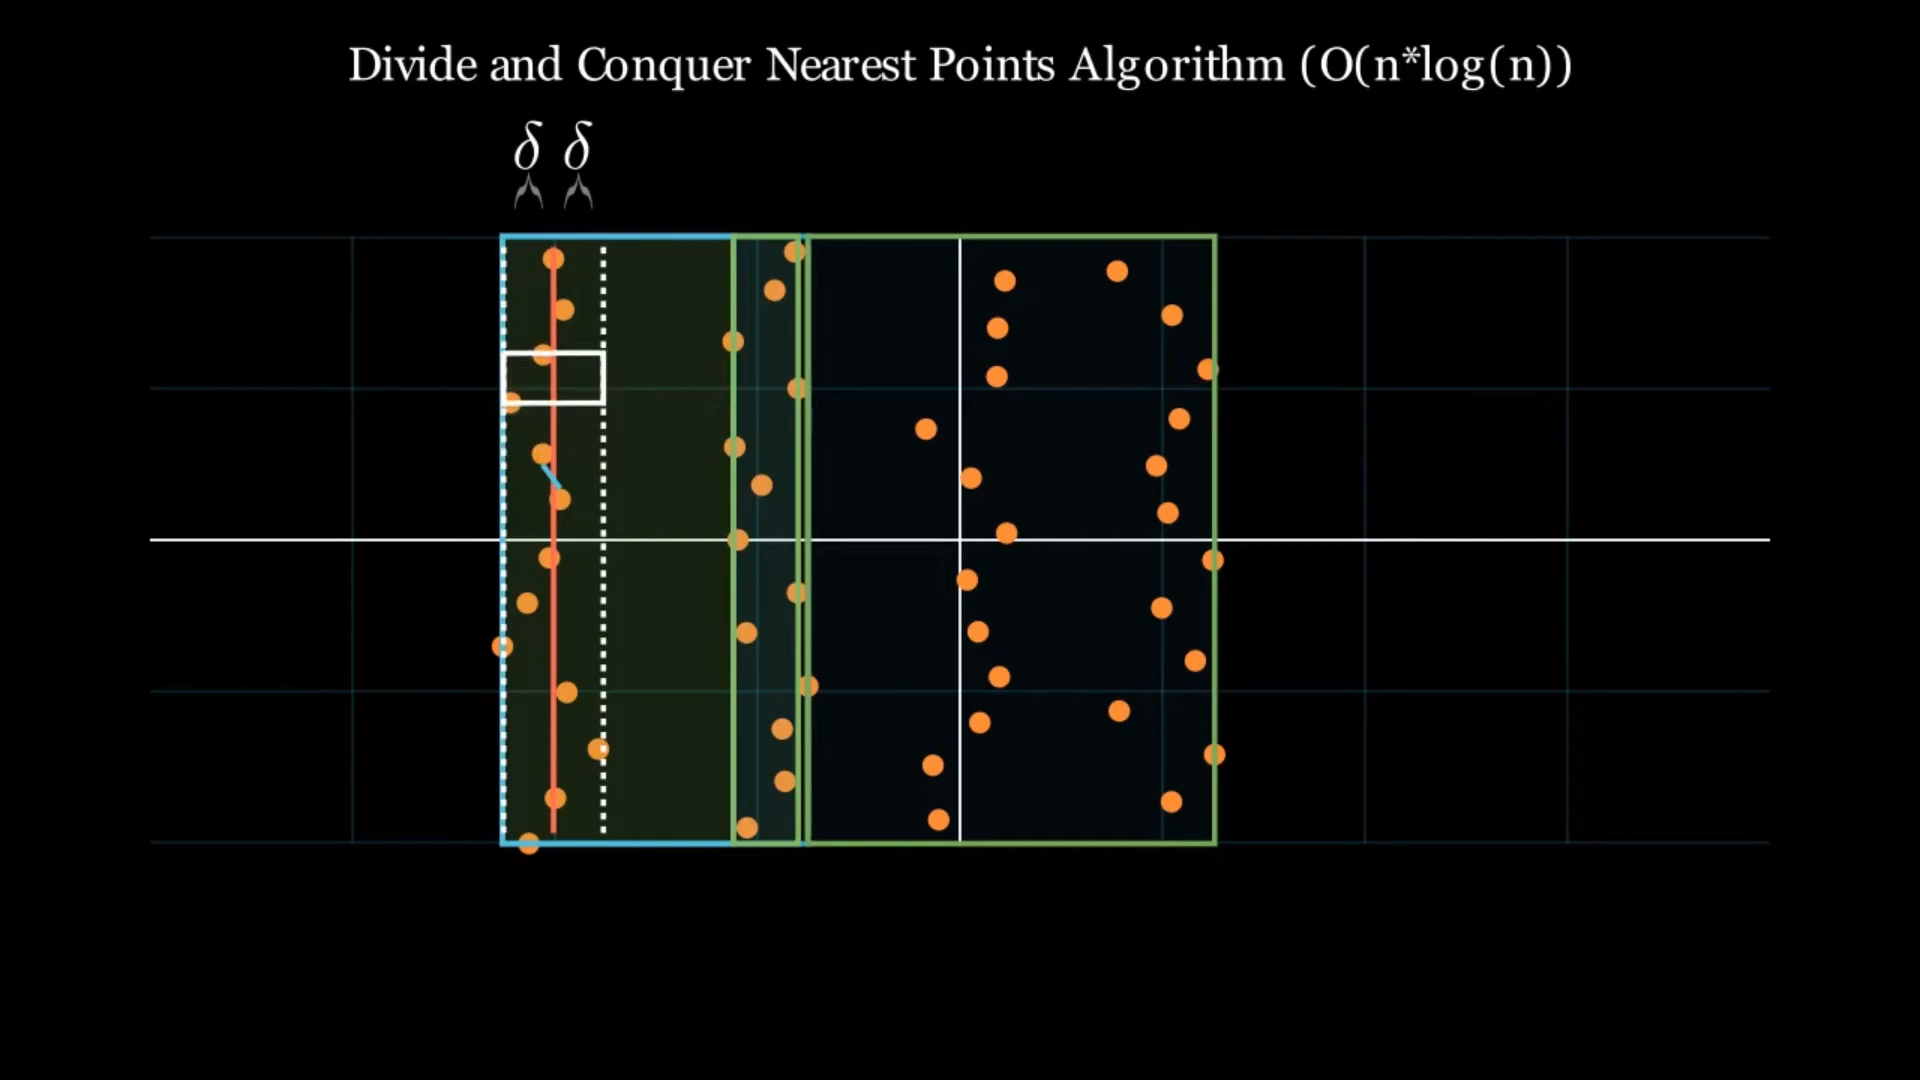 Divide and Conquer Nearest Points Algorithm (O(n*log(n))
δ δ